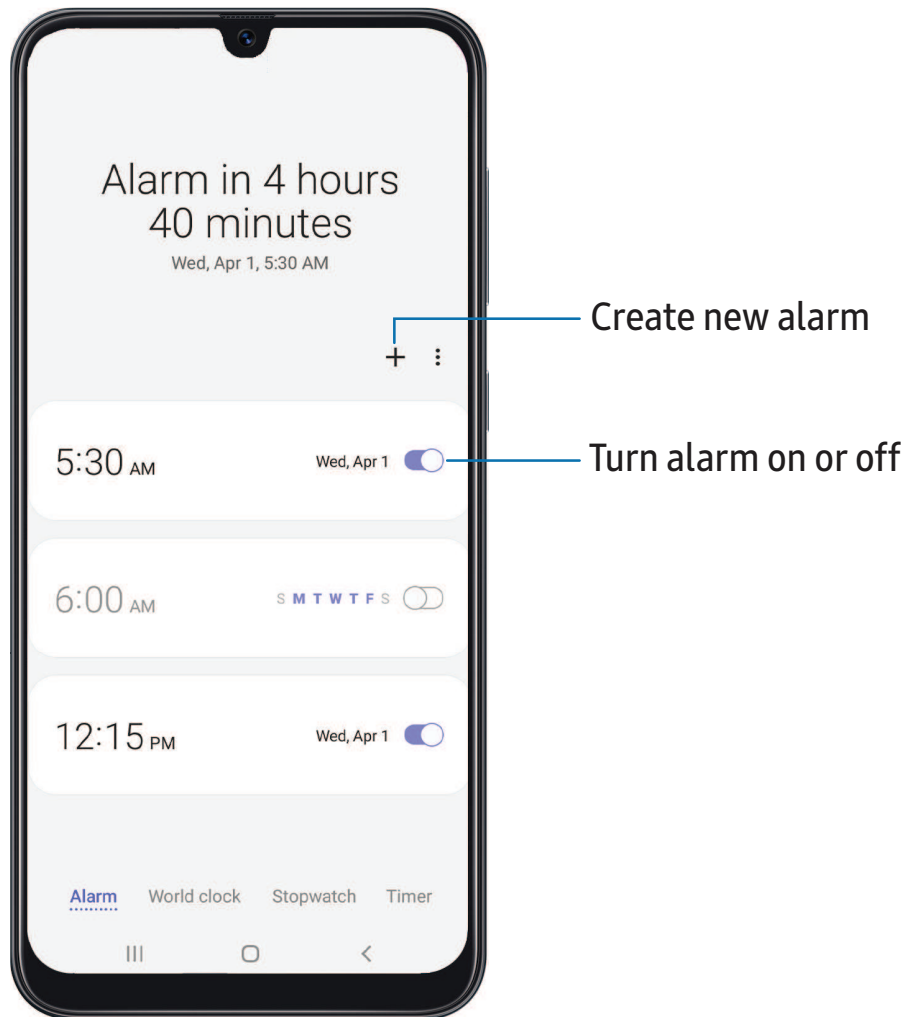 Alarm in 4 hours
40 minutes
Wed, Apr 1, 5:30 AM
Create new alarm
5:30 AM Wed, Apr 1
Turn alarm on or off
6:00 AM S M T W T F S
12:15 PM Wed, Apr 1
Alarm World clock Stopwatch Timer